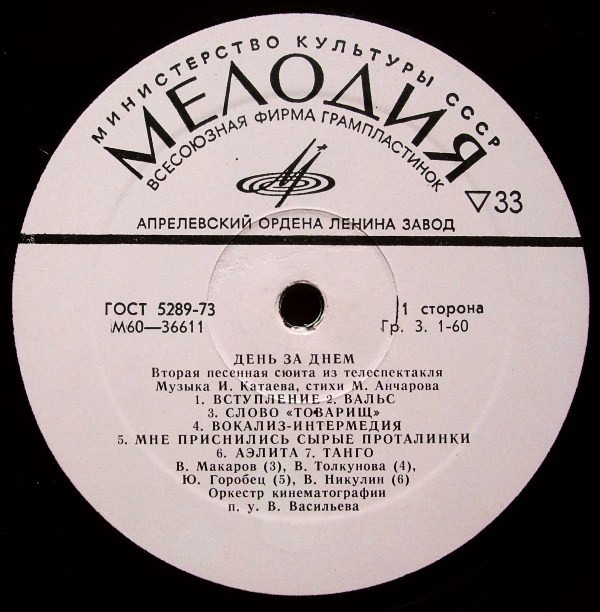 МИНИСТЕРСТВО КУЛЬТУРЫ СССР
МЕЛОДИЯ
ВСЕСОЮЗНАЯ ФИРМА ГРАМПЛАСТИНОК
▽33
АПРЕЛЕВСКИЙ ОРДЕНА ЛЕНИНА ЗАВОД
ГОСТ 5289-73
М60—36611
1 сторона
Гр. 3. 1-60
ДЕНЬ ЗА ДНЕМ
Вторая песенная сюита из телеспектакля
Музыка И. Катаева, стихи М. Анчарова
1. ВСТУПЛЕНИЕ 2. ВАЛЬС
3. СЛОВО «ТОВАРИЩ»
4. ВОКАЛИЗ-ИНТЕРМЕДИЯ
5. МНЕ ПРИСНИЛИСЬ СЫРЫЕ ПРОТАЛИНКИ
6. АЭЛИТА 7. ТАНГО
В. Макаров (3), В. Толкунова (4),
Ю. Горобец (5), В. Никулин (6)
Оркестр кинематографии
п. у. В. Васильева